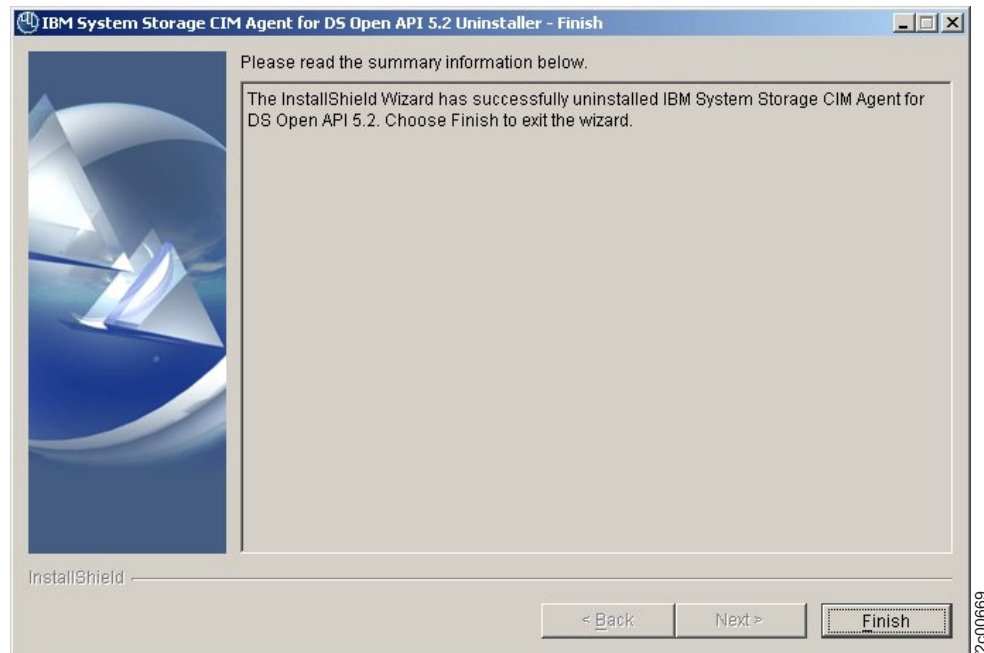 IBM System Storage CIM Agent for DS Open API 5.2 Uninstaller - Finish
Please read the summary information below.
The InstallShield Wizard has successfully uninstalled IBM System Storage CIM Agent for
DS Open API 5.2. Choose Finish to exit the wizard.
InstallShield
< Back
Next >
Finish
f2c00669